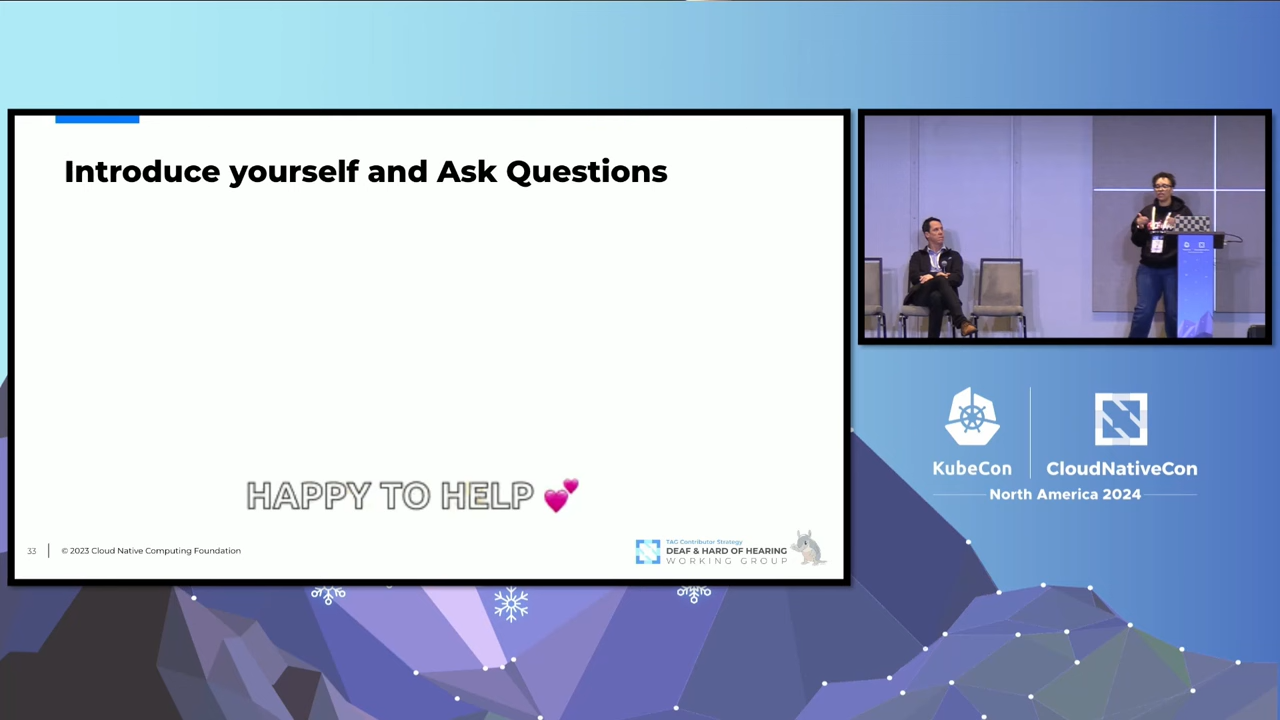 Introduce yourself and Ask Questions
HAPPY TO HELP 💕
33
© 2023 Cloud Native Computing Foundation
TAG Contributor Strategy
DEAF & HARD OF HEARING
WORKING GROUP
KubeCon
CloudNativeCon
North America 2024